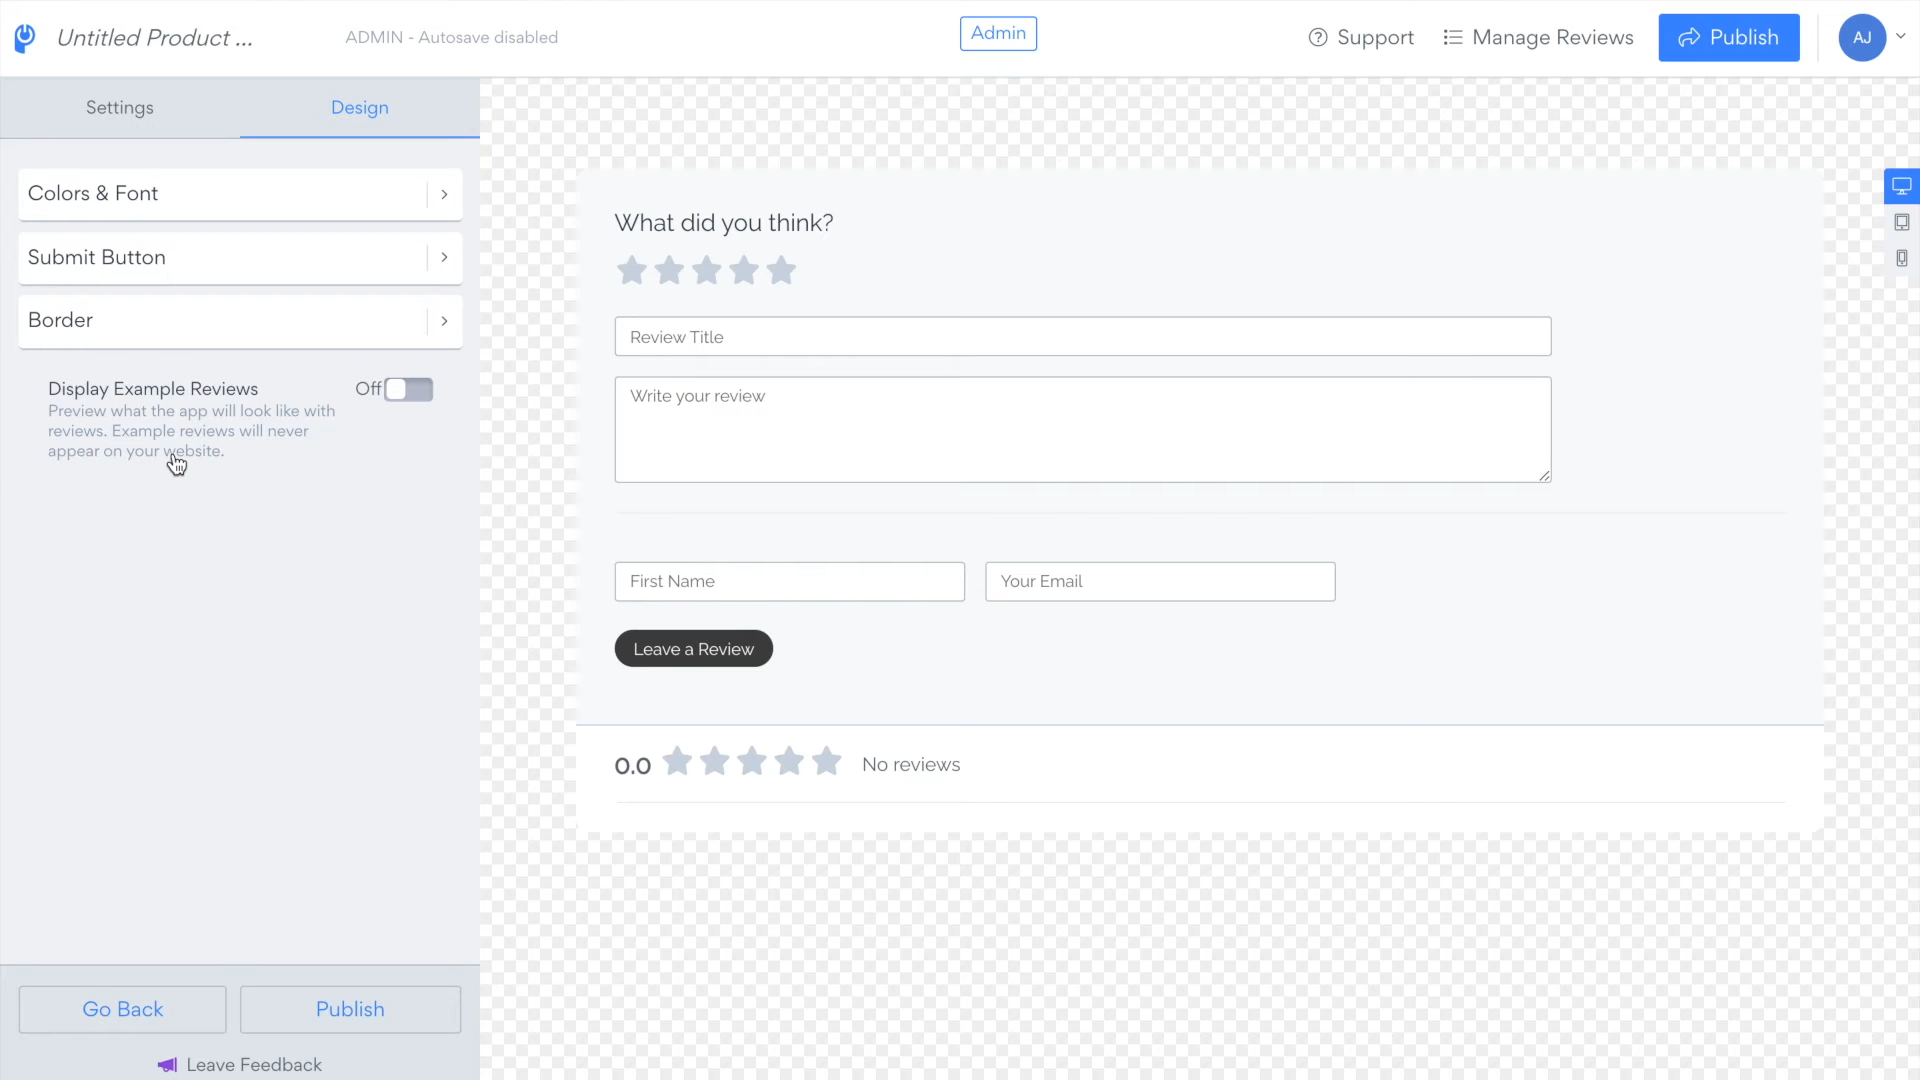 Untitled Product ...
ADMIN - Autosave disabled
Admin
Support
Manage Reviews
Publish
AJ
Settings
Design
Colors & Font
Submit Button
Border
Display Example Reviews
Off
Preview what the app will look like with
reviews. Example reviews will never
appear on your website.
What did you think?
Review Title
Write your review
First Name
Your Email
Leave a Review
0.0
No reviews
Go Back
Publish
Leave Feedback